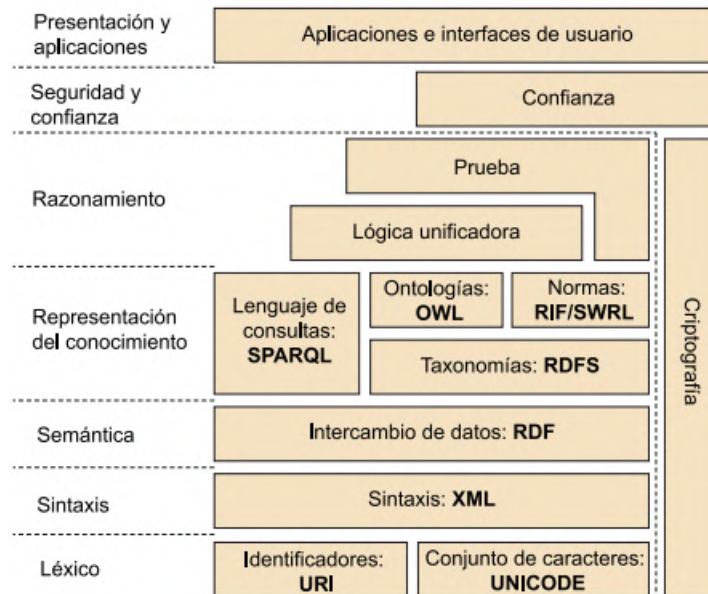 Presentación y
aplicaciones
Aplicaciones e interfaces de usuario
Seguridad y
confianza
Confianza
Razonamiento
Prueba
Lógica unificadora
Representación
del conocimiento
Lenguaje de
consultas:
SPARQL
Ontologías:
OWL
Normas:
RIF/SWRL
Taxonomías: RDFS
Criptografía
Semántica
Intercambio de datos: RDF
Sintaxis
Sintaxis: XML
Léxico
Identificadores:
URI
Conjunto de caracteres:
UNICODE